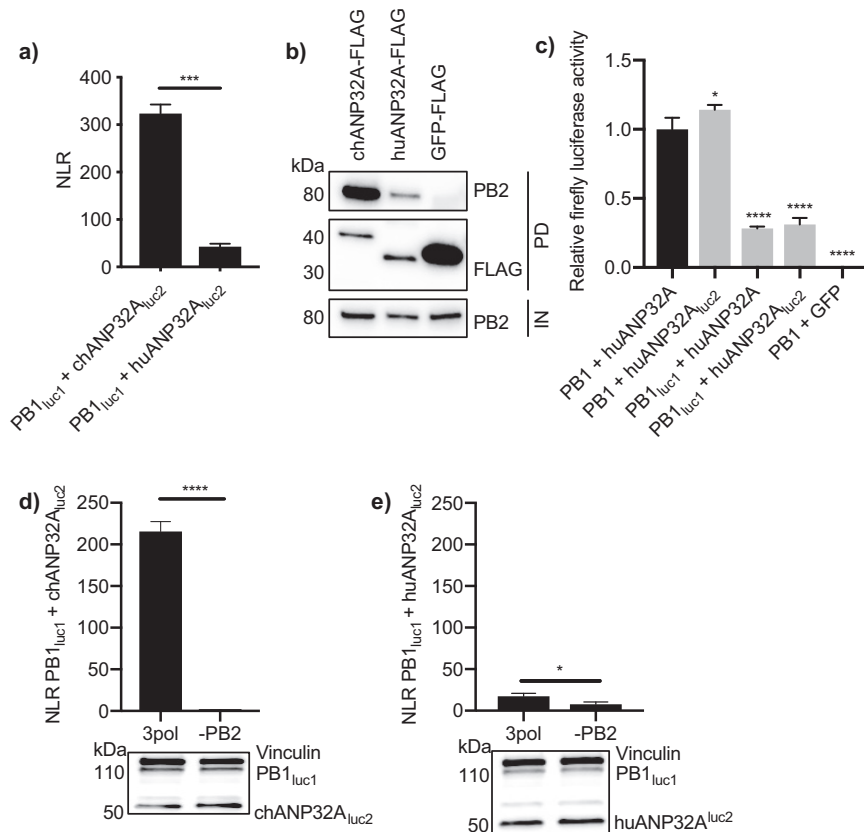 a)
NLR
400
300
200
100
0
***
PB1luc1 + chANP32Aluc2
PB1luc1 + huANP32Aluc2
b)
chANP32A-FLAG
huANP32A-FLAG
GFP-FLAG
kDa
80
PB2
40
30
FLAG
PD
80
PB2
IN
c)
Relative firefly luciferase activity
1.5
1.0
0.5
0.0
*
****
****
****
PB1 + huANP32A
PB1 + huANP32Aluc2
PB1luc1 + huANP32A
PB1luc1 + huANP32Aluc2
PB1 + GFP
d)
NLR PB1luc1 + chANP32Aluc2
250
200
150
100
50
0
****
3pol
-PB2
kDa
110
50
Vinculin
PB1luc1
chANP32Aluc2
e)
NLR PB1luc1 + huANP32Aluc2
250
200
150
100
50
0
*
3pol
-PB2
kDa
110
50
Vinculin
PB1luc1
huANP32Aluc2